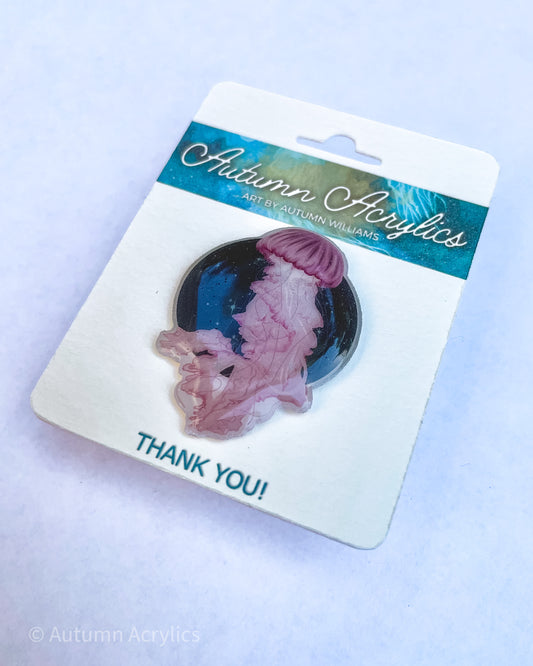 Autumn Acrylics
ART BY AUTUMN WILLIAMS
THANK YOU!
© Autumn Acrylics